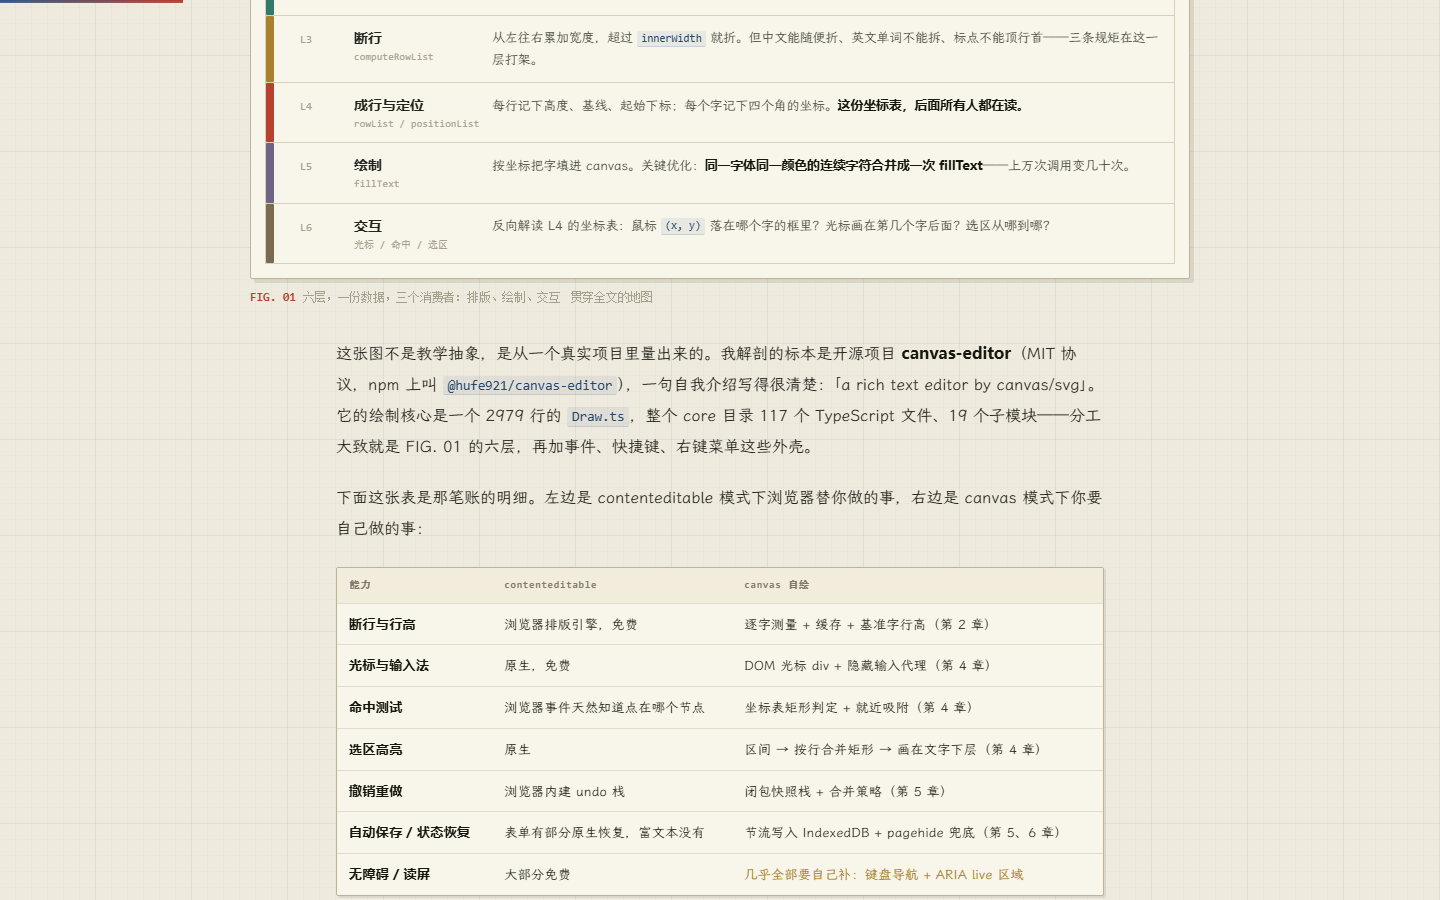 L3 断行 从左往右累加宽度，超过 innerWidth 就折。但中文能随便折、英文单词不能拆、标点不能顶行首——三条规矩在这一
computeRowList 层打架。
L4 成行与定位 每行记下高度、基线、起始下标；每个字记下四个角的坐标。这份坐标表，后面所有人都在读。
rowList / positionList
L5 绘制 按坐标把字填进 canvas。关键优化：同一字体同一颜色的连续字符合并成一次 fillText——上万次调用变几十次。
fillText
L6 交互 反向解读 L4 的坐标表：鼠标 (x, y) 落在哪个字的框里？光标画在第几个字后面？选区从哪到哪？
光标 / 命中 / 选区
FIG. 01 六层，一份数据，三个消费者：排版、绘制、交互 贯穿全文的地图
这张图不是教学抽象，是从一个真实项目里量出来的。我解剖的标本是开源项目 canvas-editor（MIT 协
议，npm 上叫 @hufe921/canvas-editor），一句自我介绍写得很清楚：「a rich text editor by canvas/svg」。
它的绘制核心是一个 2979 行的 Draw.ts，整个 core 目录 117 个 TypeScript 文件、19 个子模块——分工
大致就是 FIG. 01 的六层，再加事件、快捷键、右键菜单这些外壳。
下面这张表是那笔账的明细。左边是 contenteditable 模式下浏览器替你做的事，右边是 canvas 模式下你要
自己做的事：
能力 contenteditable canvas 自绘
断行与行高 浏览器排版引擎，免费 逐字测量 + 缓存 + 基准字行高（第 2 章）
光标与输入法 原生，免费 DOM 光标 div + 隐藏输入代理（第 4 章）
命中测试 浏览器事件天然知道点在哪个节点 坐标表矩形判定 + 就近吸附（第 4 章）
选区高亮 原生 区间 → 按行合并矩形 → 画在文字下层（第 4 章）
撤销重做 浏览器内建 undo 栈 闭包快照栈 + 合并策略（第 5 章）
自动保存 / 状态恢复 表单有部分原生恢复，富文本没有 节流写入 IndexedDB + pagehide 兜底（第 5、6 章）
无障碍 / 读屏 大部分免费 几乎全部要自己补：键盘导航 + ARIA live 区域